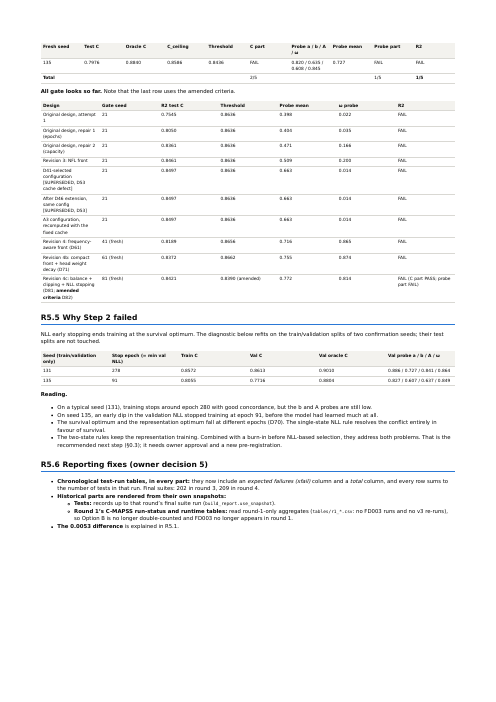 Fresh seed Test C Oracle C C_ceiling Threshold C part Probe a / b / A / ω Probe mean Probe part R2
135 0.7976 0.8840 0.8586 0.8436 FAIL 0.820 / 0.635 / 0.608 / 0.845 0.727 FAIL FAIL
Total 2/5 1/5 1/5
All gate looks so far. Note that the last row uses the amended criteria.
Design Gate seed R2 test C Threshold Probe mean ω probe R2
Original design, attempt 1 21 0.7545 0.8636 0.398 0.022 FAIL
Original design, repair 1 (epochs) 21 0.8050 0.8636 0.404 0.035 FAIL
Original design, repair 2 (capacity) 21 0.8361 0.8636 0.471 0.166 FAIL
Revision 3: NFL front 21 0.8461 0.8636 0.509 0.200 FAIL
D41-selected configuration [SUPERSEDED, D53 cache defect] 21 0.8497 0.8636 0.663 0.014 FAIL
After D46 extension, same config [SUPERSEDED, D53] 21 0.8497 0.8636 0.663 0.014 FAIL
A3 configuration, recomputed with the fixed cache 21 0.8497 0.8636 0.663 0.014 FAIL
Revision 4: frequency-aware front (D61) 41 (fresh) 0.8189 0.8656 0.716 0.865 FAIL
Revision 4b: compact front + head weight decay (D71) 61 (fresh) 0.8372 0.8662 0.755 0.874 FAIL
Revision 4c: balance + clipping + NLL stopping (D81; amended criteria D82) 81 (fresh) 0.8421 0.8390 (amended) 0.772 0.814 FAIL (C part PASS, probe part FAIL)
R5.5 Why Step 2 failed
NLL early stopping ends training at the survival optimum. The diagnostic below refits on the train/validation splits of two confirmation seeds; their test
splits are not touched.
Seed (train/validation only) Stop epoch (= min val NLL) Train C Val C Val oracle C Val probe a / b / A / ω
131 278 0.8572 0.8613 0.9010 0.886 / 0.727 / 0.841 / 0.864
135 91 0.8055 0.7716 0.8804 0.827 / 0.607 / 0.637 / 0.849
Reading.
• On a typical seed (131), training stops around epoch 280 with good concordance, but the b and A probes are still low.
• On seed 135, an early dip in the validation NLL stopped training at epoch 91, before the model had learned much at all.
• The survival optimum and the representation optimum fall at different epochs (D70). The single-state NLL rule resolves the conflict entirely in
favour of survival.
• The two-state rules keep the representation training. Combined with a burn-in before NLL-based selection, they address both problems. That is the
recommended next step (§0.3); it needs owner approval and a new pre-registration.
R5.6 Reporting fixes (owner decision 5)
• Chronological test-run tables, in every part: they now include an expected failures (xfail) column and a total column, and every row sums
to the number of tests in that run. Final suites: 202 in round 3, 209 in round 4.
• Historical parts are rendered from their own snapshots:
Tests: records up to that round's final suite run (build_report.use_snapshot).
Round 1's C-MAPSS run-status and runtime tables: read round-1-only aggregates (tables/r1_*.csv: no FD003 runs and no v3 re-runs),
so Option B is no longer double-counted and FD003 no longer appears in round 1.
• The 0.0053 difference is explained in R5.1.